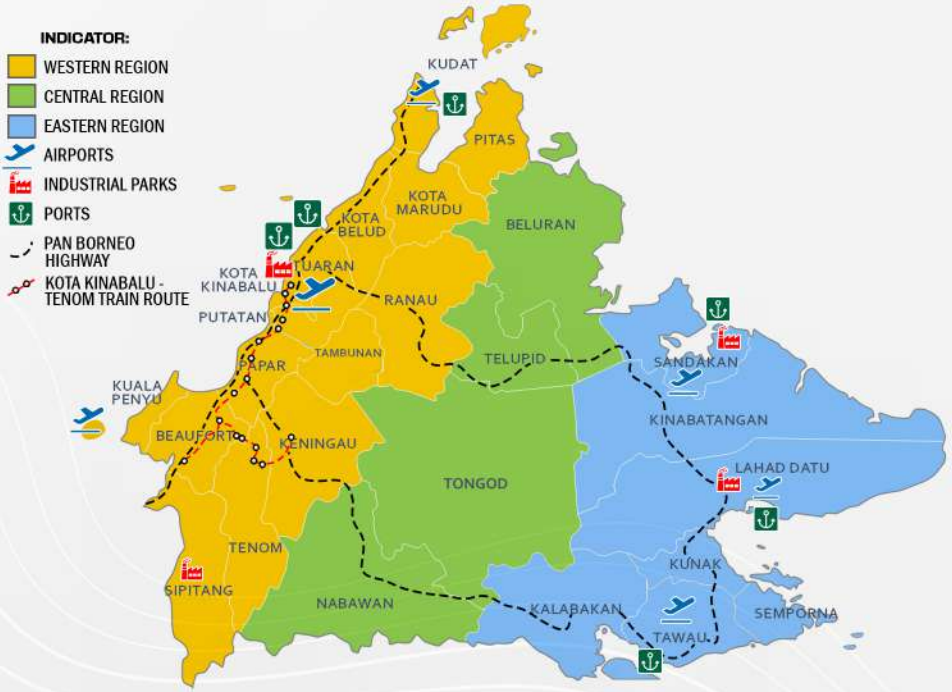 INDICATOR:
WESTERN REGION
CENTRAL REGION
EASTERN REGION
AIRPORTS
INDUSTRIAL PARKS
PORTS
PAN BORNEO
HIGHWAY
KOTA KINABALU -
TENOM TRAIN ROUTE
KUDAT
PITAS
KOTA
MARUDU
KOTA
BELUD
BELURAN
TUARAN
KOTA
KINABALU
RANAU
PUTATAN
TAMBUNAN
TELUPID
SANDAKAN
PAPAR
KUALA
PENYU
KINABATANGAN
BEAUFORT
KENINGAU
LAHAD DATU
TONGOD
TENOM
KUNAK
SIPITANG
NABAWAN
KALABAKAN
SEMPORNA
TAWAU